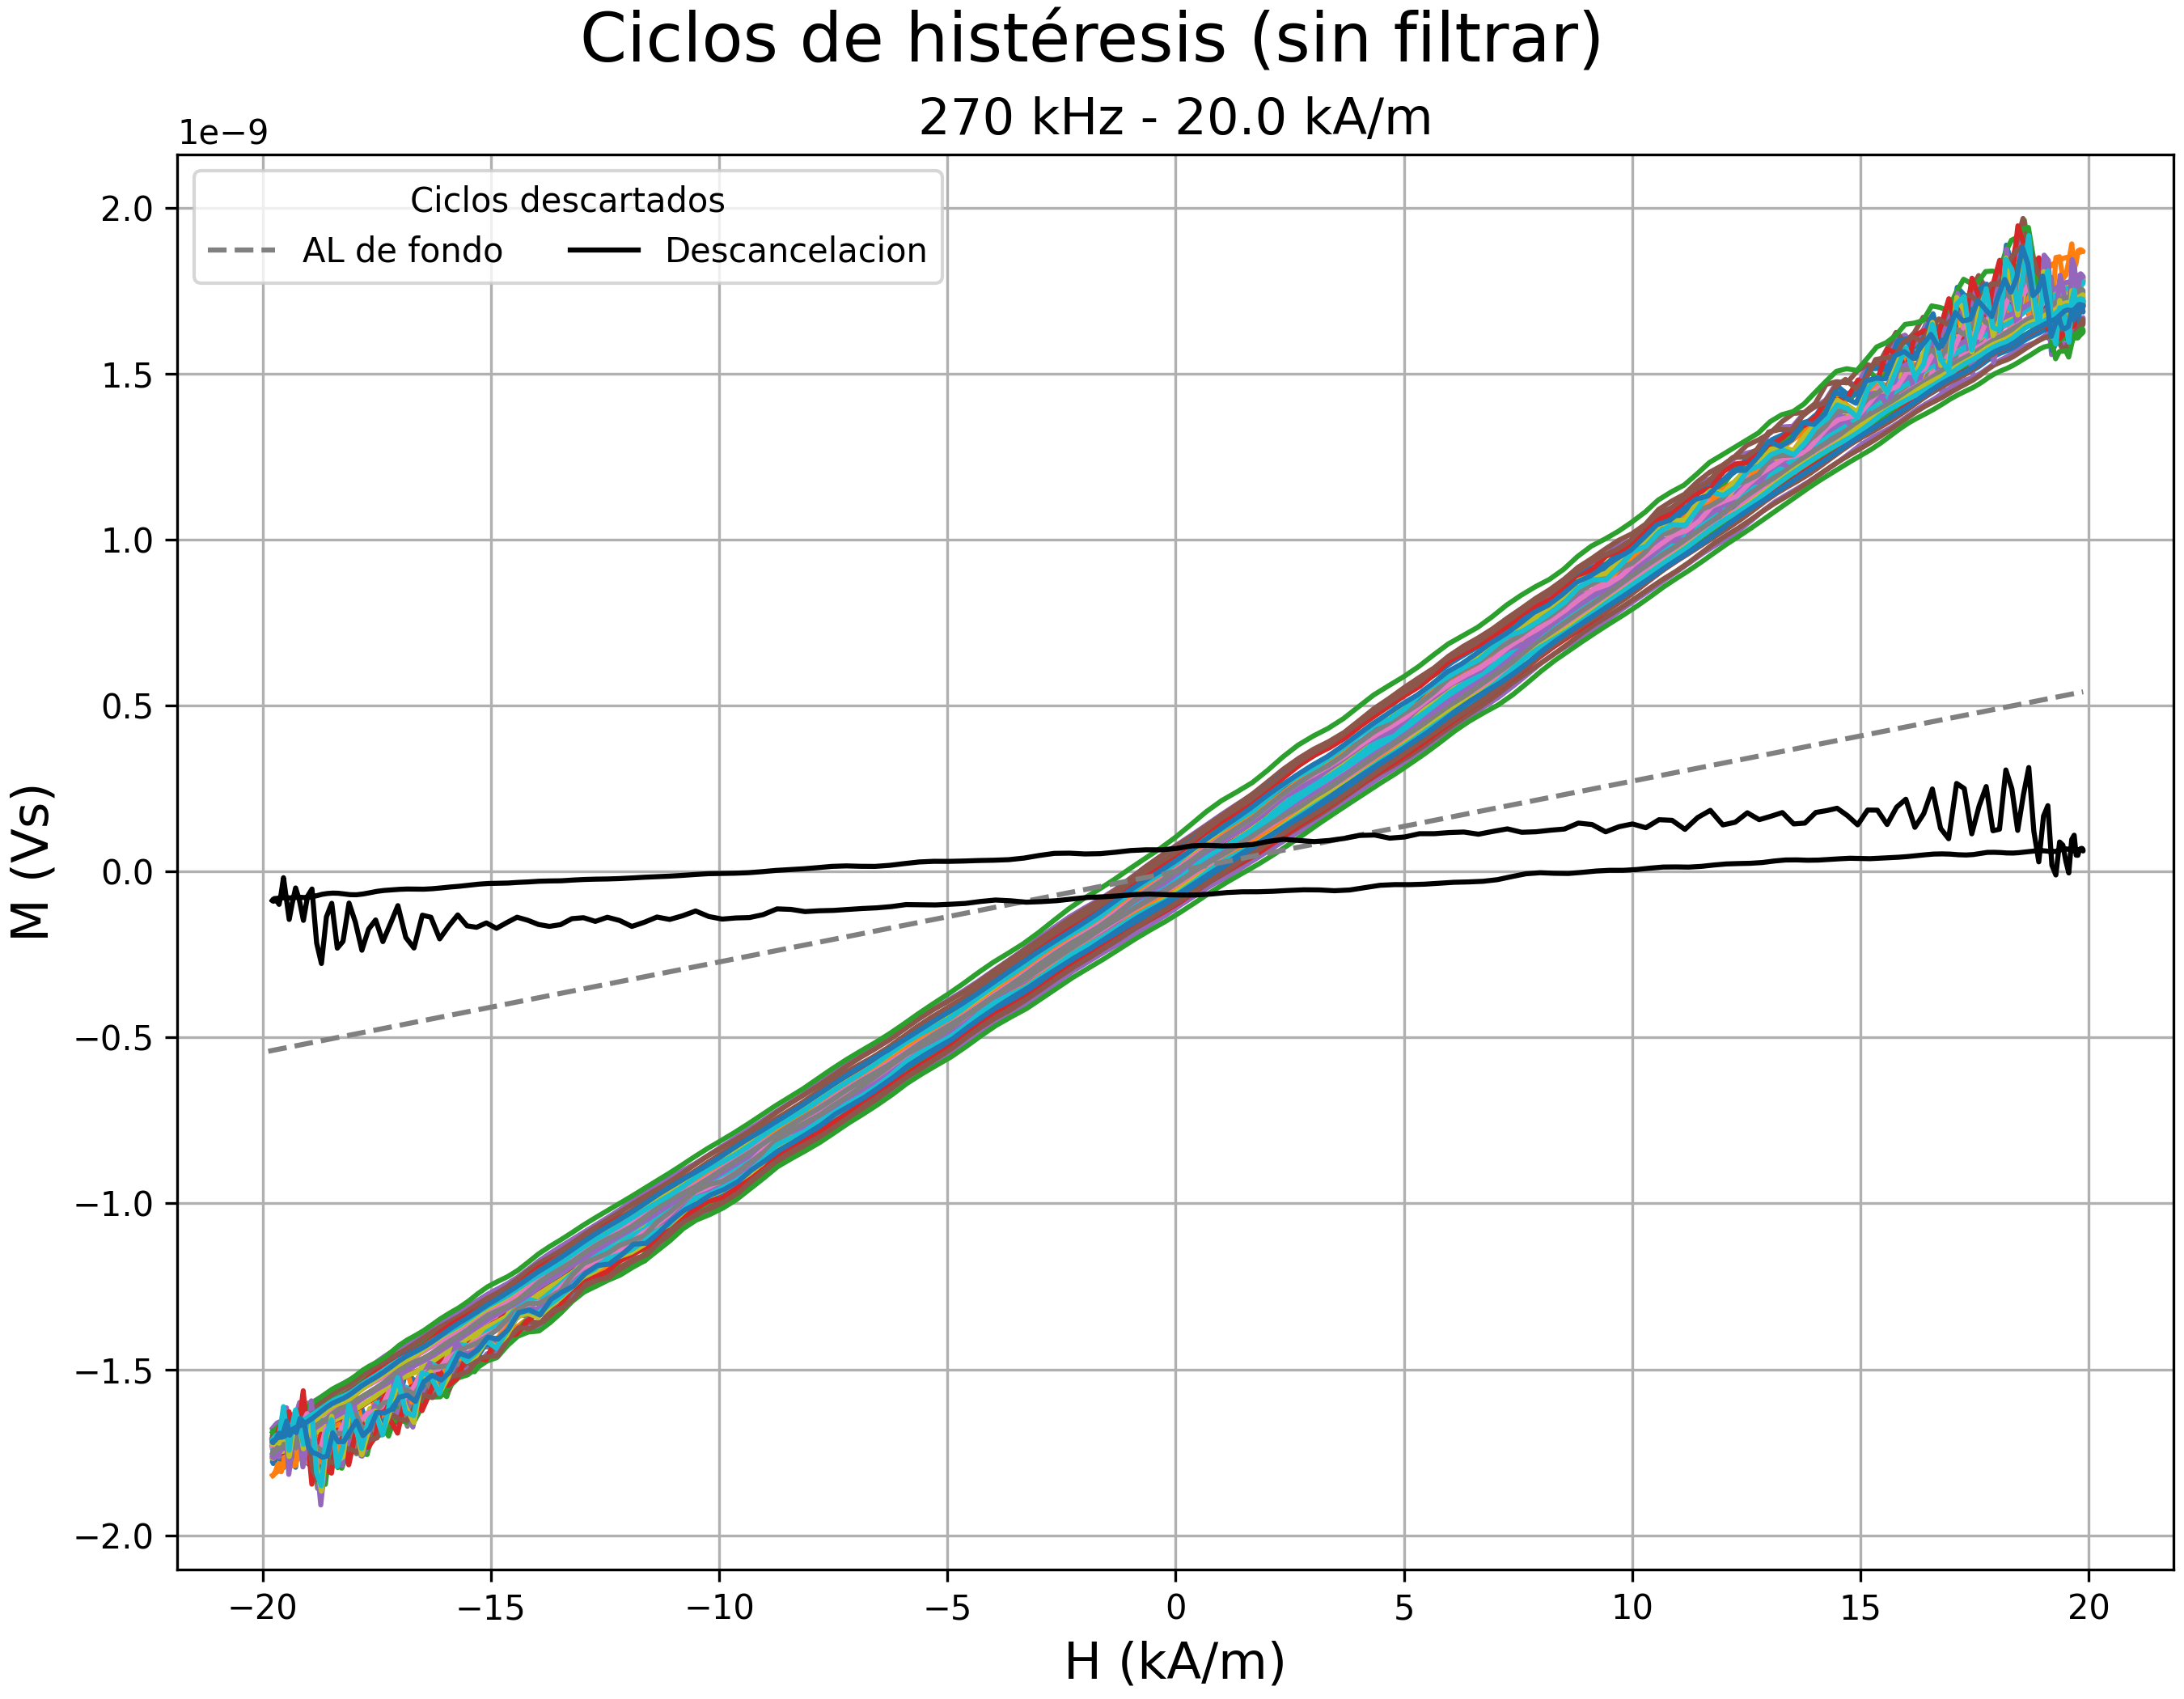 Ciclos de histéresis (sin filtrar)
270 kHz - 20.0 kA/m
1e−9
Ciclos descartados
AL de fondo
Descancelacion
2.0
1.5
1.0
0.5
0.0
−0.5
−1.0
−1.5
−2.0
M (Vs)
−20
−15
−10
−5
0
5
10
15
20
H (kA/m)